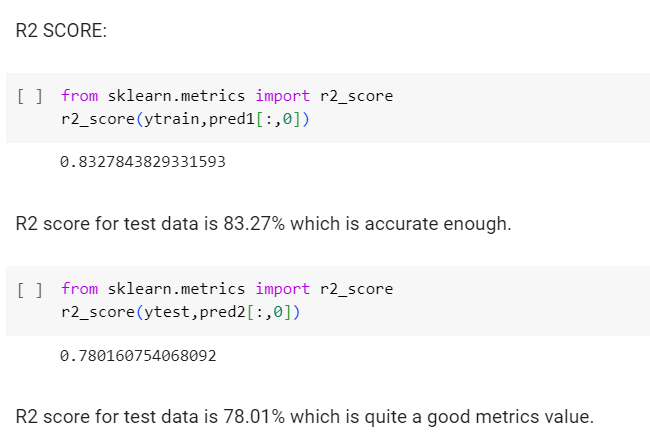 R2 SCORE:
[ ] from sklearn.metrics import r2_score
r2_score(ytrain,pred1[:,0])
0.8327843829331593
R2 score for test data is 83.27% which is accurate enough.
[ ] from sklearn.metrics import r2_score
r2_score(ytest,pred2[:,0])
0.780160754068092
R2 score for test data is 78.01% which is quite a good metrics value.